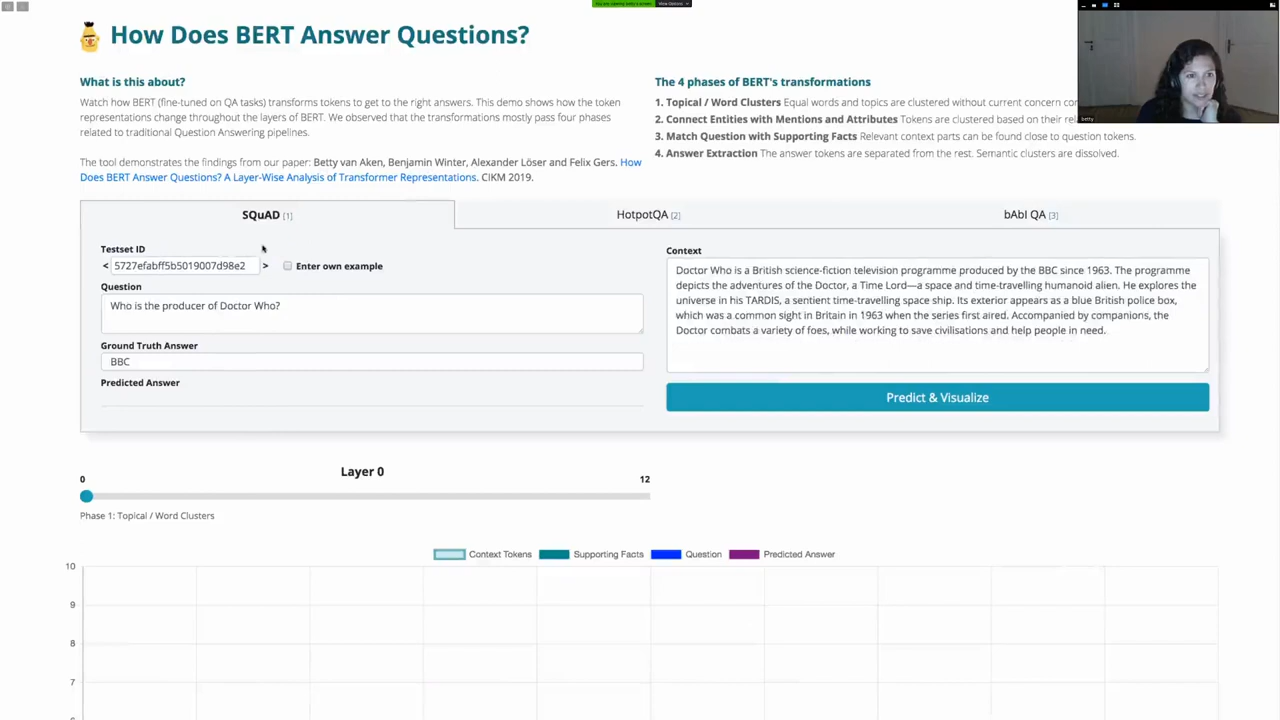 You are viewing betty's screen View Options
How Does BERT Answer Questions?
What is this about?
Watch how BERT (fine-tuned on QA tasks) transforms tokens to get to the right answers. This demo shows how the token
representations change throughout the layers of BERT. We observed that the transformations mostly pass four phases
related to traditional Question Answering pipelines.
The tool demonstrates the findings from our paper: Betty van Aken, Benjamin Winter, Alexander Löser and Felix Gers. How
Does BERT Answer Questions? A Layer-Wise Analysis of Transformer Representations. CIKM 2019.
The 4 phases of BERT's transformations
1. Topical / Word Clusters Equal words and topics are clustered without current concern
2. Connect Entities with Mentions and Attributes Tokens are clustered based on their
3. Match Question with Supporting Facts Relevant context parts can be found close to question tokens.
4. Answer Extraction The answer tokens are separated from the rest. Semantic clusters are dissolved.
betty
SQuAD [1]
HotpotQA [2]
bAbI QA [3]
Testset ID
< 5727efabff5b5019007d98e2 > Enter own example
Question
Who is the producer of Doctor Who?
Ground Truth Answer
BBC
Predicted Answer
Context
Doctor Who is a British science-fiction television programme produced by the BBC since 1963. The programme
depicts the adventures of the Doctor, a Time Lord—a space and time-travelling humanoid alien. He explores the
universe in his TARDIS, a sentient time-travelling space ship. Its exterior appears as a blue British police box,
which was a common sight in Britain in 1963 when the series first aired. Accompanied by companions, the
Doctor combats a variety of foes, while working to save civilisations and help people in need.
Predict & Visualize
Layer 0
0
12
Phase 1: Topical / Word Clusters
Context Tokens Supporting Facts Question Predicted Answer
10
9
8
7